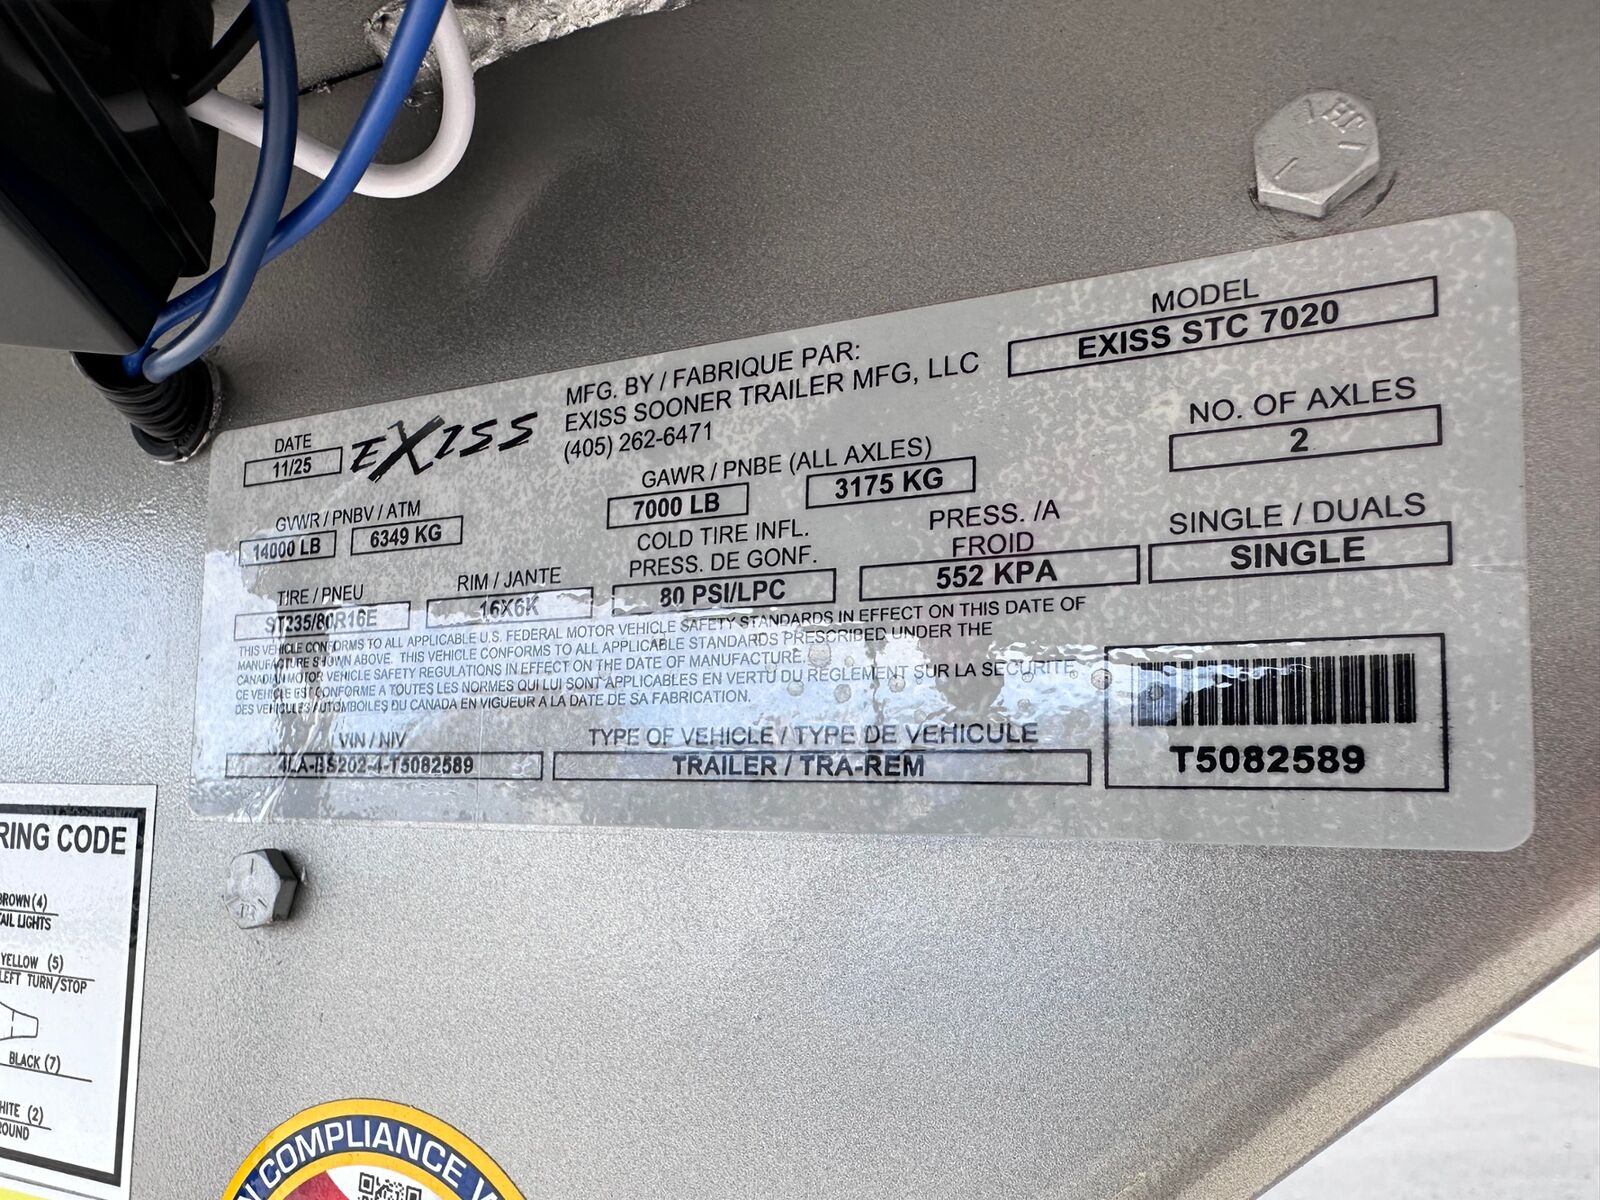 JH
DATE
11/25
EXISS
MFG. BY / FABRIQUE PAR:
EXISS SOONER TRAILER MFG, LLC
(405) 262-6471
MODEL
EXISS STC 7020
GVWR / PNBV / ATM
14000 LB 6349 KG
GAWR / PNBE (ALL AXLES)
7000 LB 3175 KG
NO. OF AXLES
2
TIRE / PNEU
ST235/80R16E
RIM / JANTE
16X6K
COLD TIRE INFL.
PRESS. DE GONF.
80 PSI/LPC
PRESS. /A
FROID
552 KPA
SINGLE / DUALS
SINGLE
THIS VEHICLE CONFORMS TO ALL APPLICABLE U.S. FEDERAL MOTOR VEHICLE SAFETY STANDARDS IN EFFECT ON THIS DATE OF
MANUFACTURE SHOWN ABOVE. THIS VEHICLE CONFORMS TO ALL APPLICABLE STANDARDS PRESCRIBED UNDER THE
CANADIAN MOTOR VEHICLE SAFETY REGULATIONS IN EFFECT ON THE DATE OF MANUFACTURE.
CE VEHICLE EST CONFORME A TOUTES LES NORMES QUI LUI SONT APPLICABLES EN VERTU DU REGLEMENT SUR LA SECURITE
DES VEHICULES AUTOMBOILES DU CANADA EN VIGUEUR A LA DATE DE SA FABRICATION.
VIN / NIV
4LA-BS202-4-T5082589
TYPE OF VEHICLE / TYPE DE VEHICULE
TRAILER / TRA-REM
T5082589
RING CODE
BROWN (4)
TAIL LIGHTS
YELLOW (5)
LEFT TURN/STOP
BLACK (7)
WHITE (2)
GROUND
N COMPLIANCE V